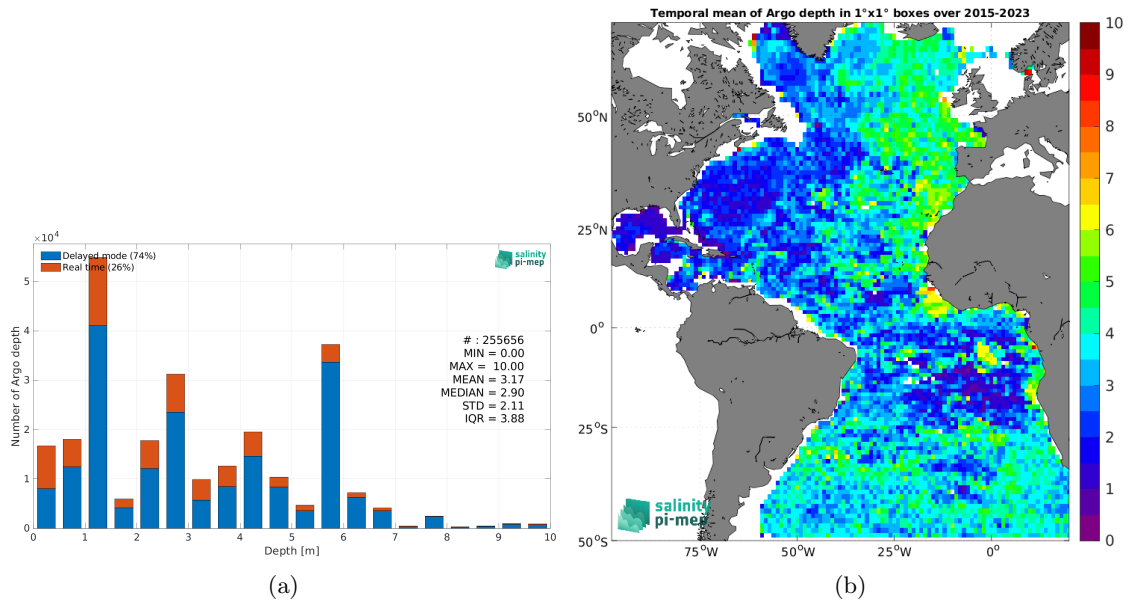 ×10⁴
Delayed mode (74%)
Real time (26%)
salinity
pi-mep
5
4
3
2
1
0
Number of Argo depth
# : 255656
MIN = 0.00
MAX = 10.00
MEAN = 3.17
MEDIAN = 2.90
STD = 2.11
IQR = 3.88
0 1 2 3 4 5 6 7 8 9 10
Depth [m]
(a)
Temporal mean of Argo depth in 1°x1° boxes over 2015-2023
50°N
25°N
0°
25°S
50°S
75°W 50°W 25°W 0°
salinity
pi-mep
10
9
8
7
6
5
4
3
2
1
0
(b)